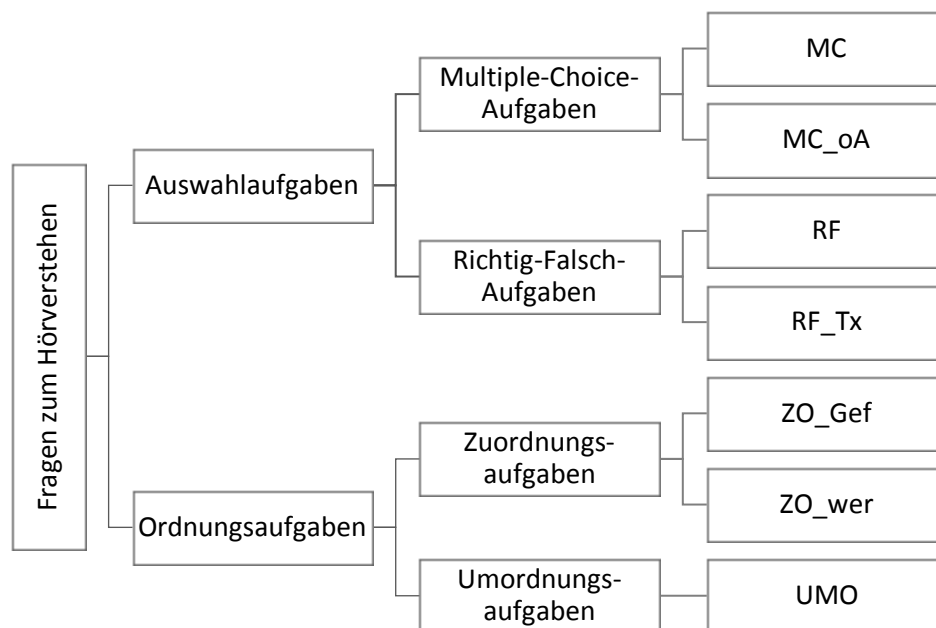 Fragen zum Hörverstehen
Auswahlaufgaben
Multiple-Choice-
Aufgaben
MC
MC_oA
Richtig-Falsch-
Aufgaben
RF
RF_Tx
Ordnungsaufgaben
Zuordnungs-
aufgaben
ZO_Gef
ZO_wer
Umordnungs-
aufgaben
UMO